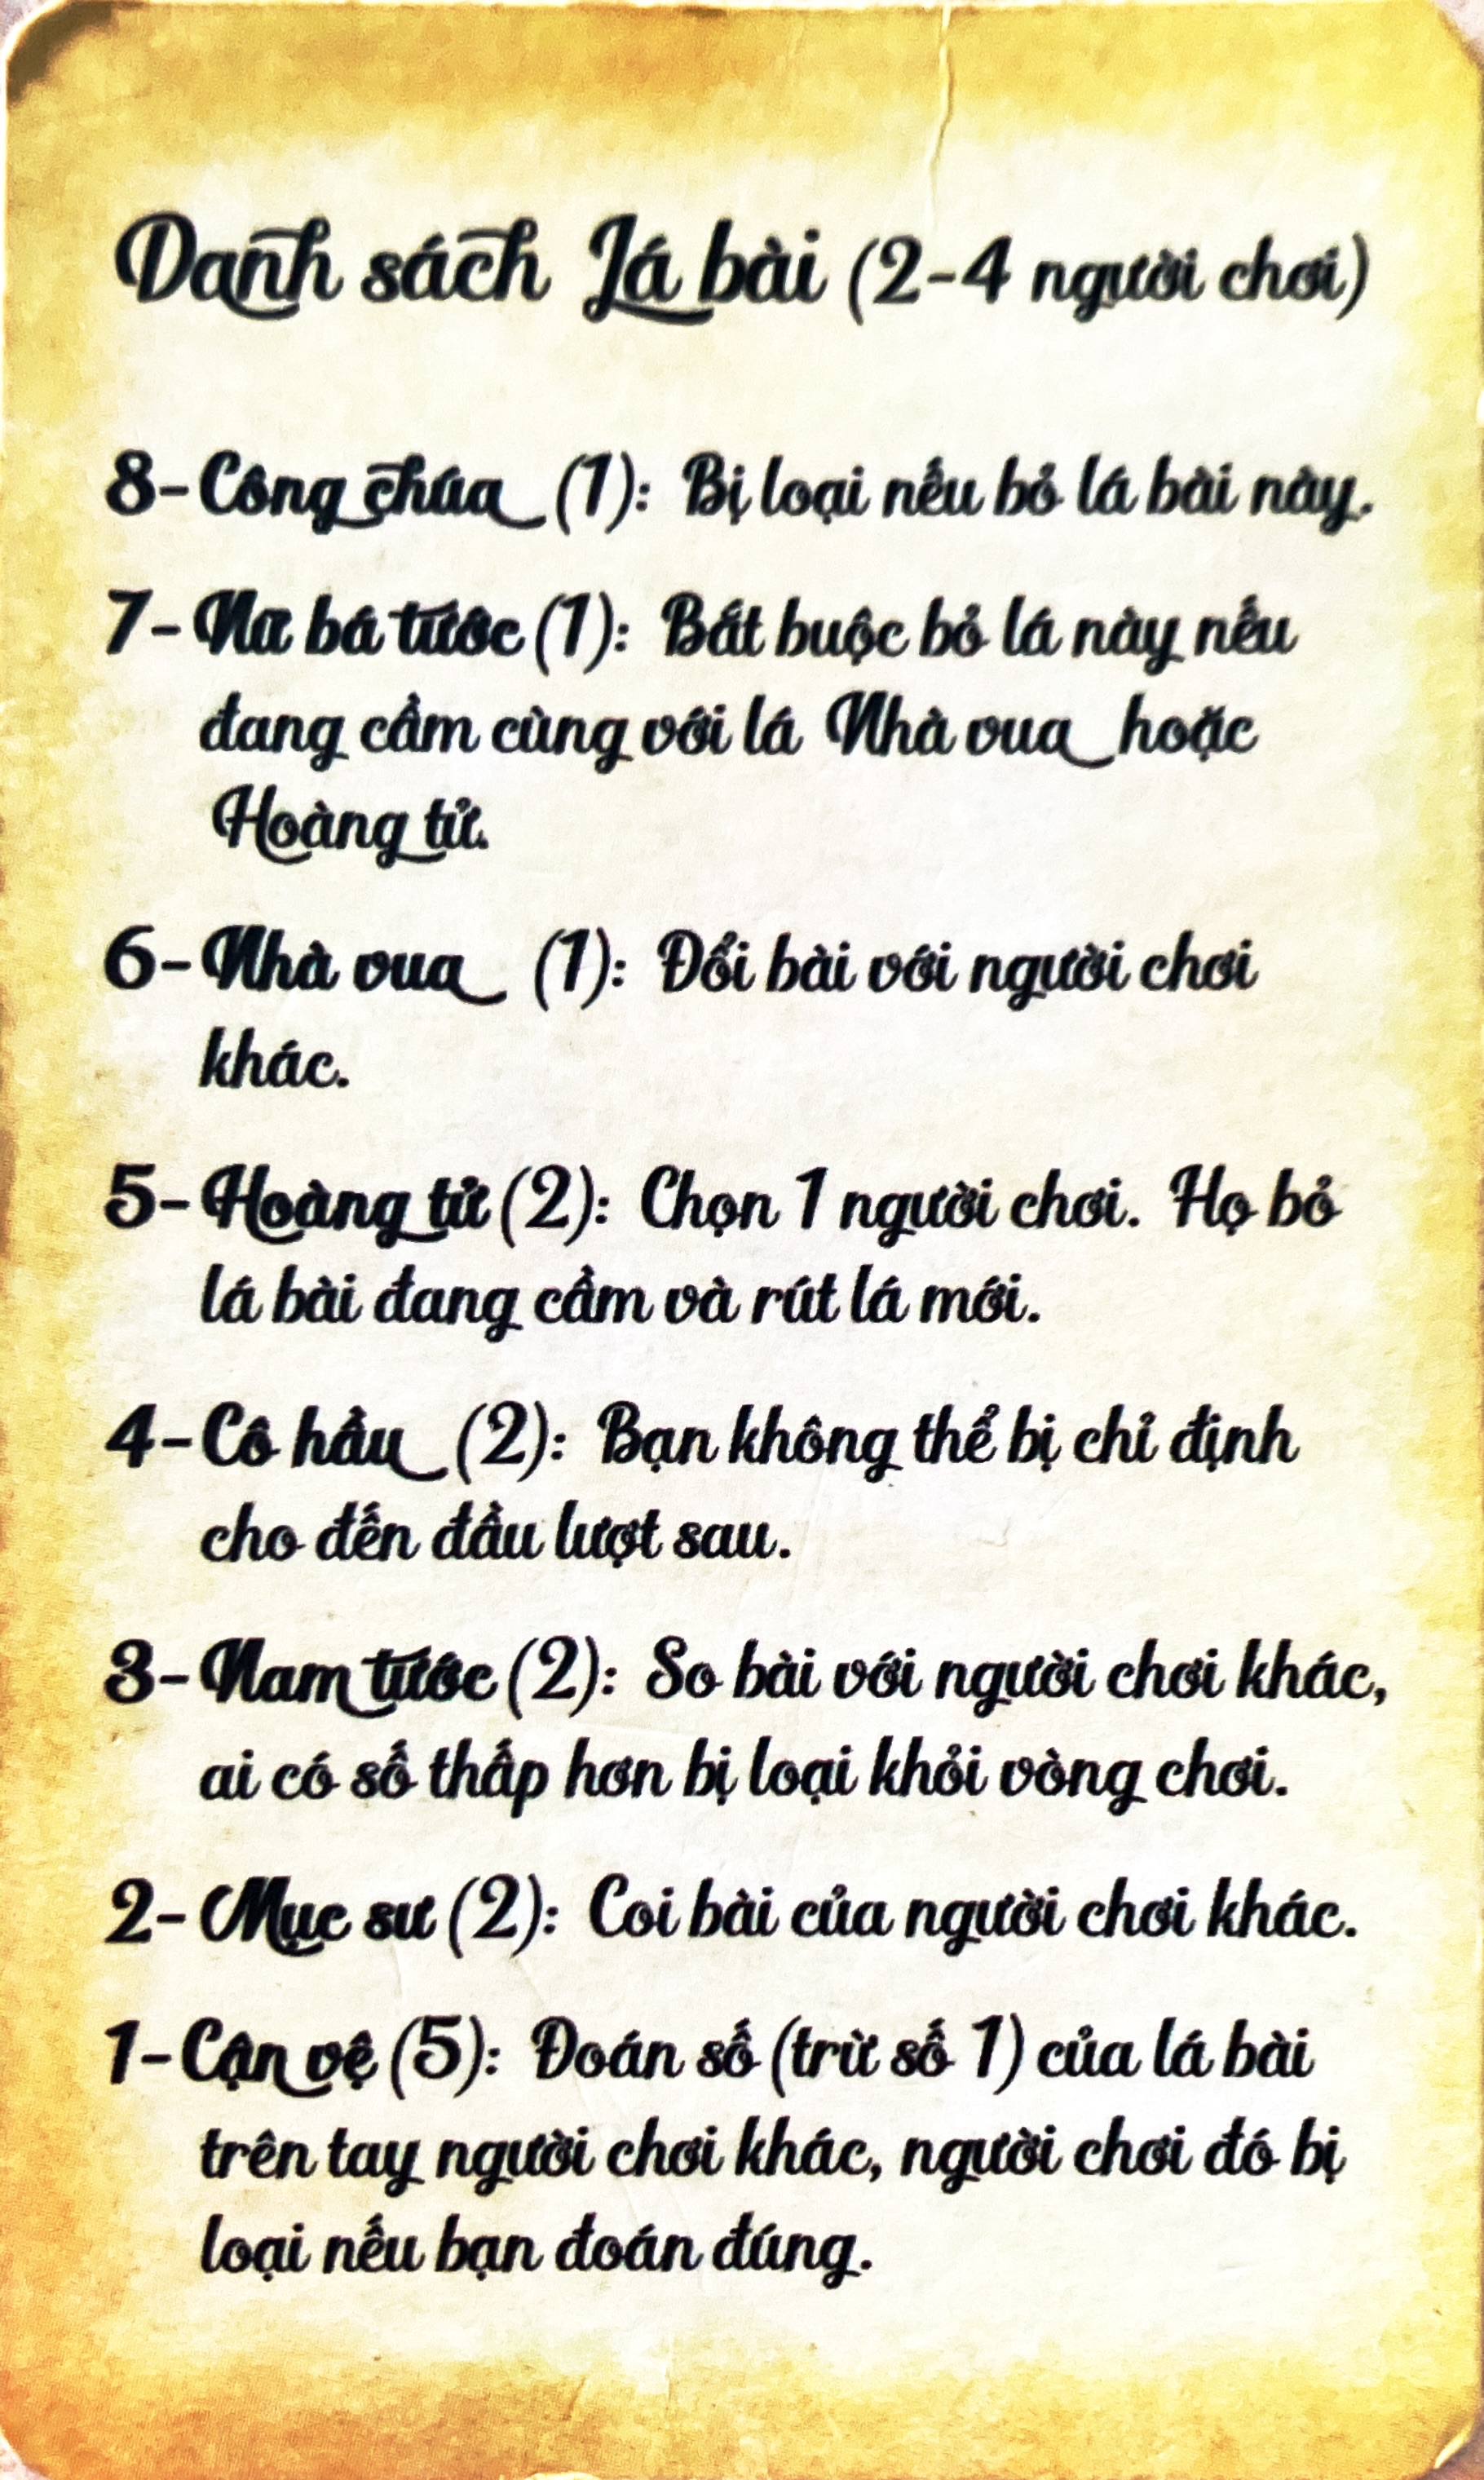 Danh sách Lá bài (2-4 người chơi)
8- Công chúa (1): Bị loại nếu bỏ lá bài này.
7- Nữ bá tước (1): Bắt buộc bỏ lá này nếu
đang cầm cùng với lá Nhà vua hoặc
Hoàng tử.
6- Nhà vua (1): Đổi bài với người chơi
khác.
5- Hoàng tử (2): Chọn 1 người chơi. Họ bỏ
lá bài đang cầm và rút lá mới.
4- Cô hầu (2): Bạn không thể bị chỉ định
cho đến đầu lượt sau.
3- Nam tước (2): So bài với người chơi khác,
ai có số thấp hơn bị loại khỏi vòng chơi.
2- Mục sư (2): Coi bài của người chơi khác.
1- Cận vệ (5): Đoán số (trừ số 1) của lá bài
trên tay người chơi khác, người chơi đó bị
loại nếu bạn đoán đúng.